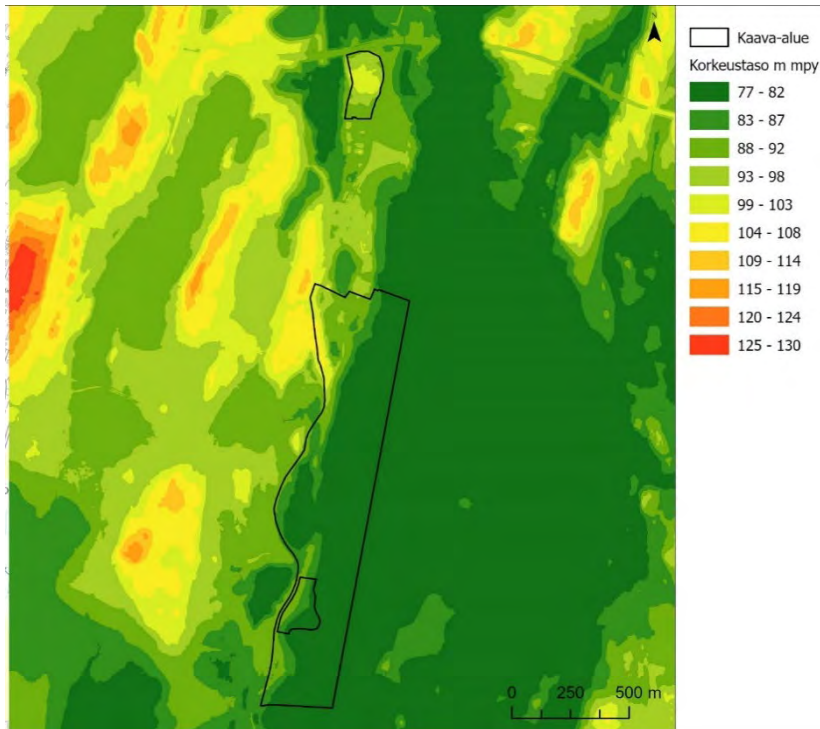 Kaava-alue
Korkeustaso m mpy
77 - 82
83 - 87
88 - 92
93 - 98
99 - 103
104 - 108
109 - 114
115 - 119
120 - 124
125 - 130
0 250 500 m